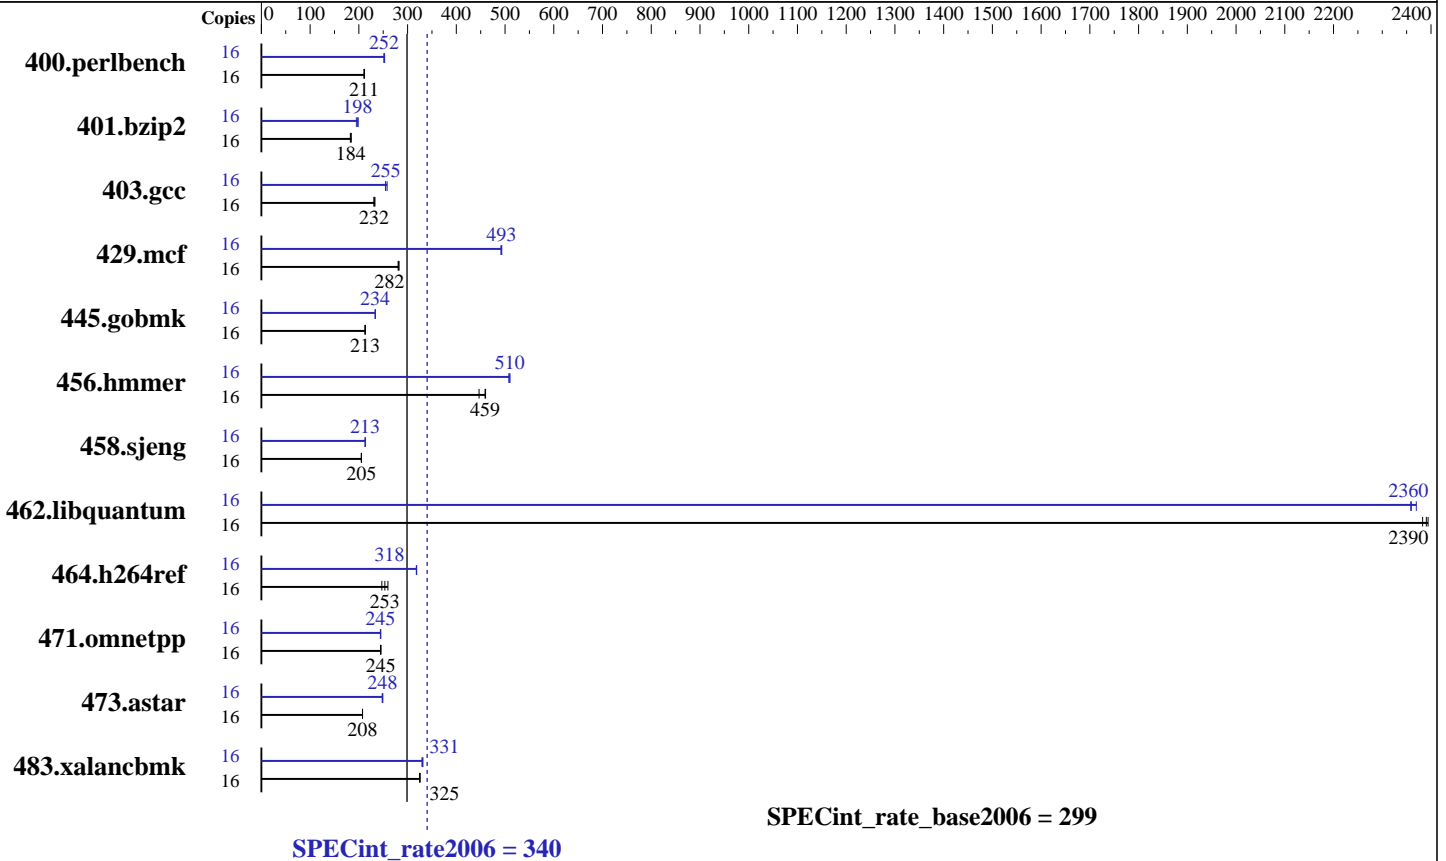 Copies 0 100 200 300 400 500 600 700 800 900 1000 1100 1200 1300 1400 1500 1600 1700 1800 1900 2000 2100 2200 2400
400.perlbench 16 252
16 211
401.bzip2 16 198
16 184
403.gcc 16 255
16 232
429.mcf 16 493
16 282
445.gobmk 16 234
16 213
456.hmmer 16 510
16 459
458.sjeng 16 213
16 205
462.libquantum 16 2360
16 2390
464.h264ref 16 318
16 253
471.omnetpp 16 245
16 245
473.astar 16 248
16 208
483.xalancbmk 16 331
16 325
SPECint_rate_base2006 = 299
SPECint_rate2006 = 340